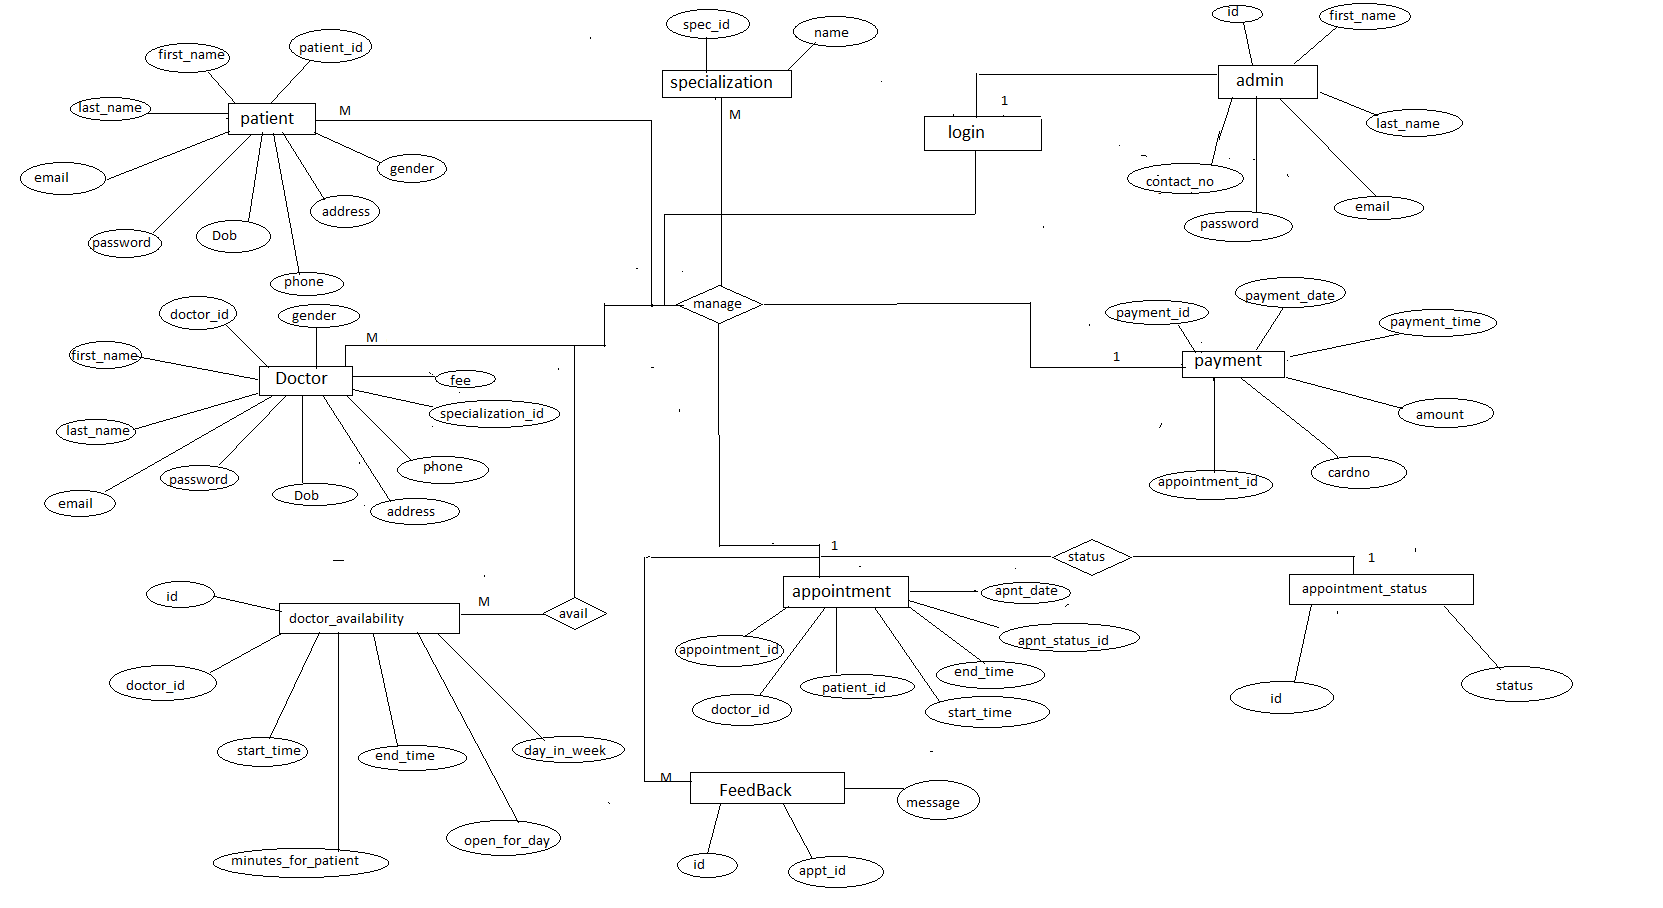 spec_id
name
specialization
M
id
first_name
admin
last_name
contact_no
password
email
1
login
first_name
patient_id
last_name
patient
M
email
gender
address
password
Dob
phone
manage
doctor_id
gender
first_name
Doctor
M
fee
specialization_id
last_name
phone
password
email
Dob
address
payment_id
payment_date
payment_time
1
payment
amount
cardno
appointment_id
1
status
1
id
doctor_availability
M
avail
doctor_id
start_time
end_time
day_in_week
open_for_day
minutes_for_patient
appointment
apnt_date
apnt_status_id
appointment_id
end_time
patient_id
doctor_id
start_time
appointment_status
id
status
M
FeedBack
message
id
appt_id